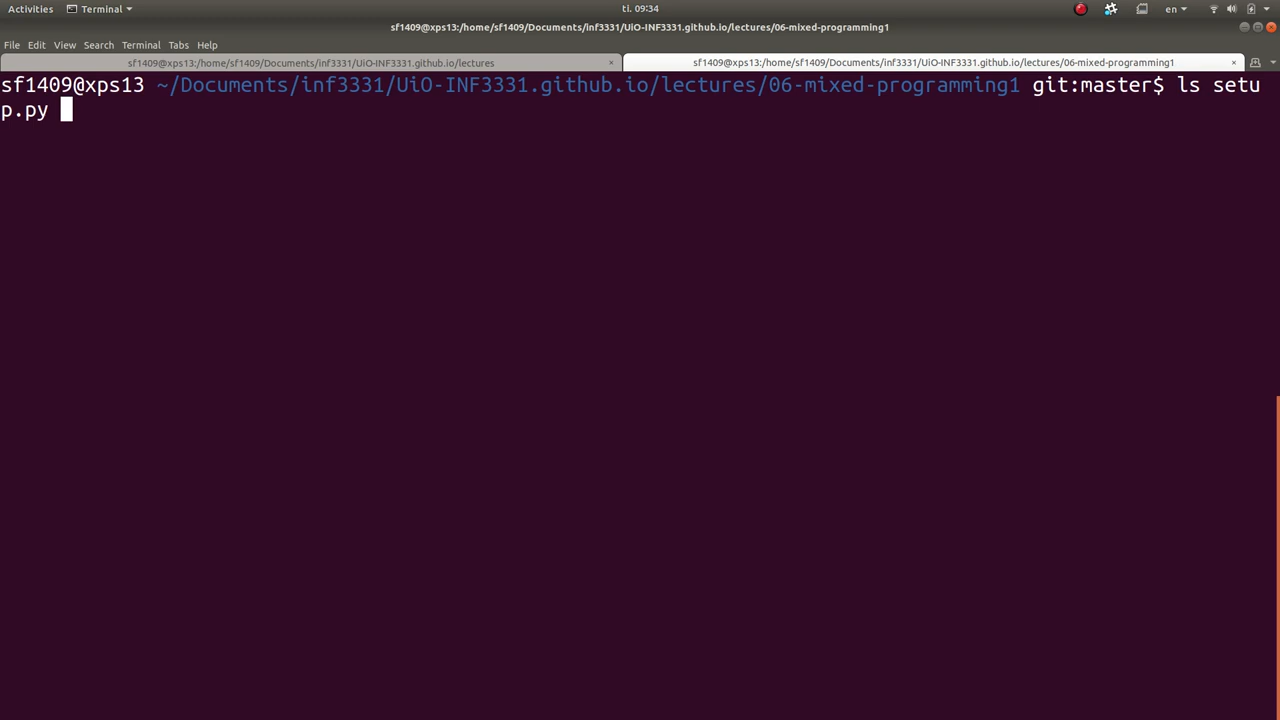 Activities Terminal ti. 09:34 en
sf1409@xps13:/home/sf1409/Documents/inf3331/UiO-INF3331.github.io/lectures/06-mixed-programming1
File Edit View Search Terminal Tabs Help
sf1409@xps13:/home/sf1409/Documents/inf3331/UiO-INF3331.github.io/lectures × sf1409@xps13:/home/sf1409/Documents/inf3331/UiO-INF3331.github.io/lectures/06-mixed-programming1 ×
sf1409@xps13 ~/Documents/inf3331/UiO-INF3331.github.io/lectures/06-mixed-programming1 git:master$ ls setu
p.py